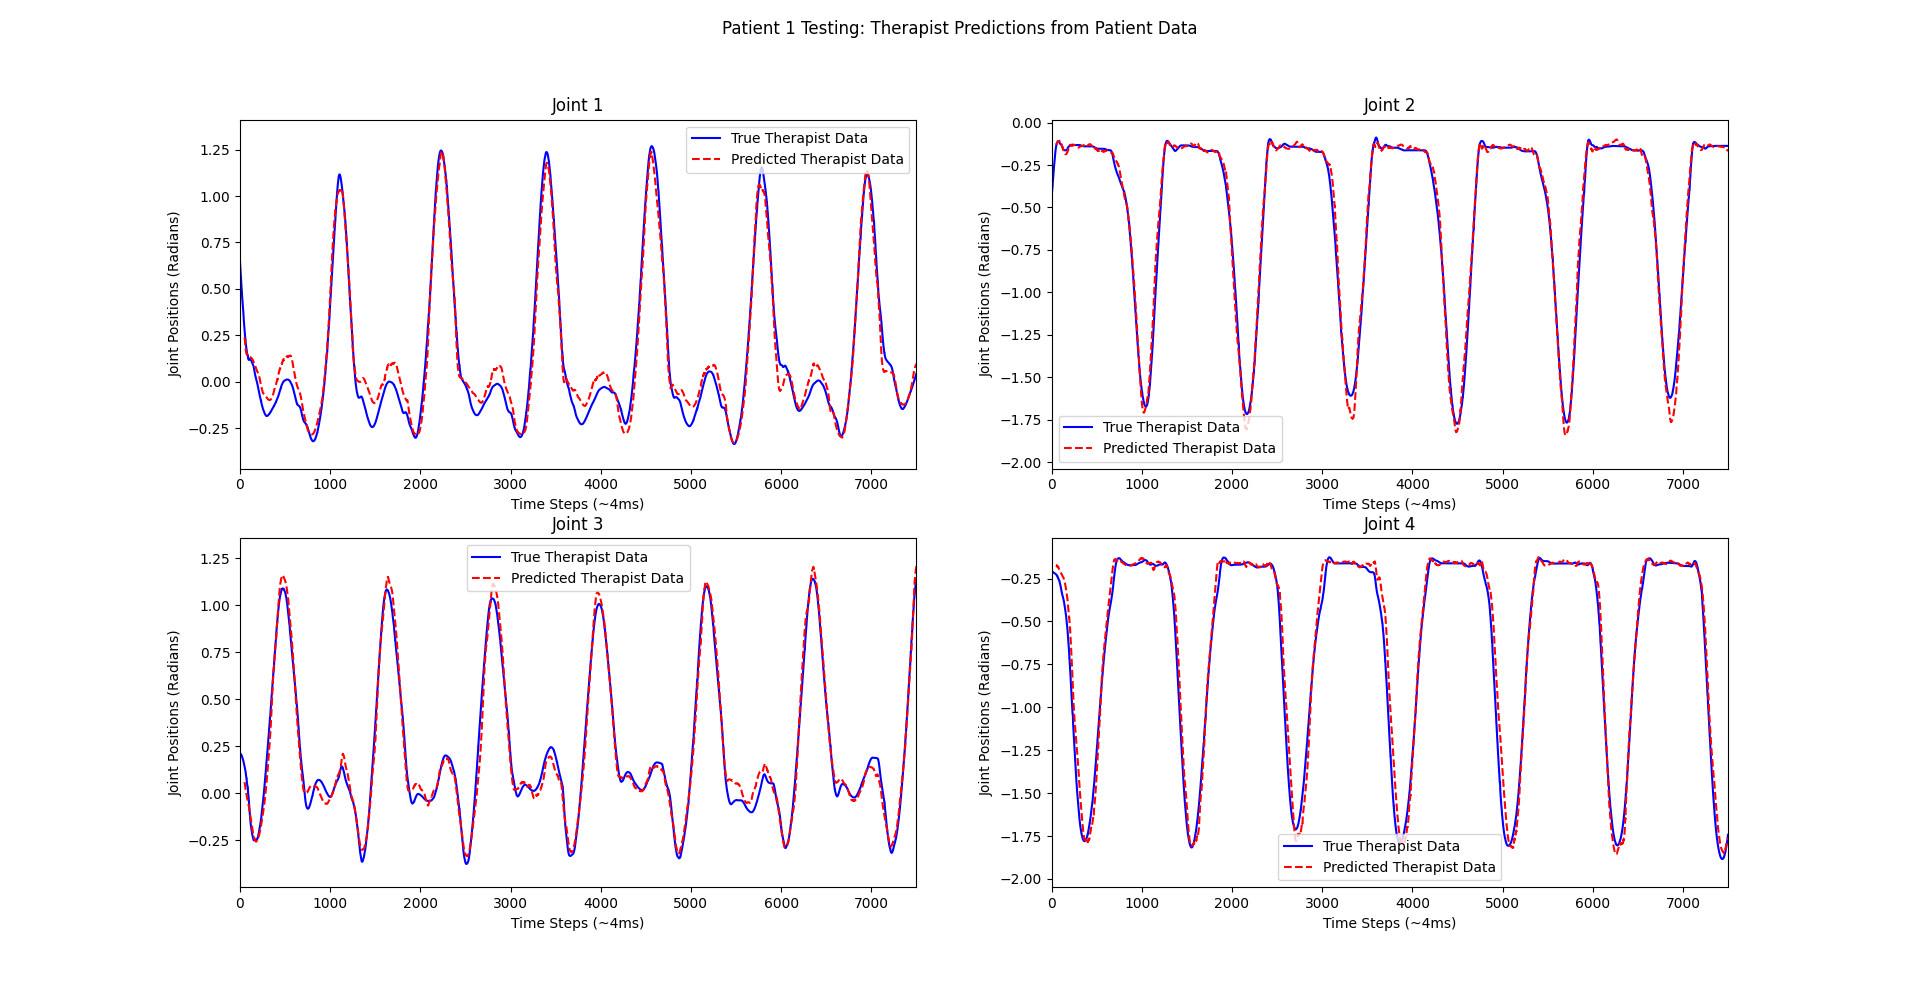 Patient 1 Testing: Therapist Predictions from Patient Data
Joint 1
Joint Positions (Radians)
1.25
1.00
0.75
0.50
0.25
0.00
−0.25
True Therapist Data
Predicted Therapist Data
0 1000 2000 3000 4000 5000 6000 7000
Time Steps (~4ms)
Joint 2
Joint Positions (Radians)
0.00
−0.25
−0.50
−0.75
−1.00
−1.25
−1.50
−1.75
−2.00
True Therapist Data
Predicted Therapist Data
0 1000 2000 3000 4000 5000 6000 7000
Time Steps (~4ms)
Joint 3
Joint Positions (Radians)
1.25
1.00
0.75
0.50
0.25
0.00
−0.25
True Therapist Data
Predicted Therapist Data
0 1000 2000 3000 4000 5000 6000 7000
Time Steps (~4ms)
Joint 4
Joint Positions (Radians)
−0.25
−0.50
−0.75
−1.00
−1.25
−1.50
−1.75
−2.00
True Therapist Data
Predicted Therapist Data
0 1000 2000 3000 4000 5000 6000 7000
Time Steps (~4ms)